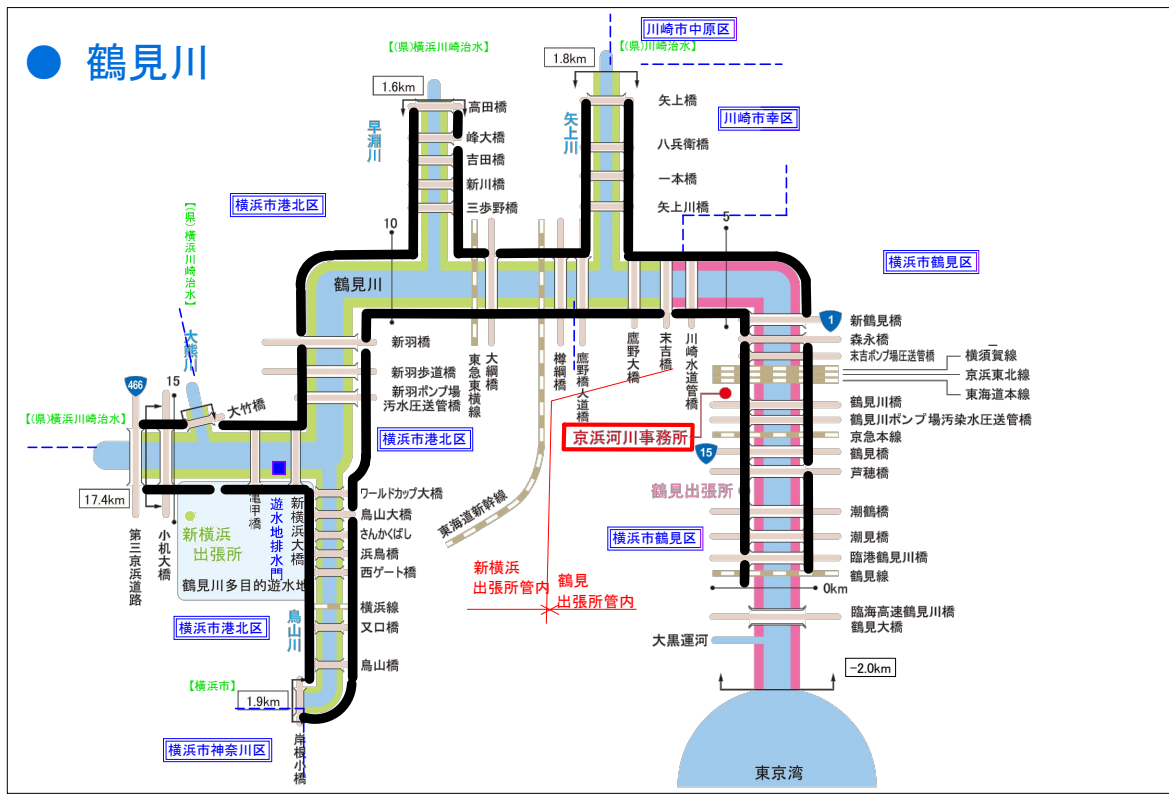 ● 鶴見川
【(県)横浜川崎治水】
【(県)川崎治水】
川崎市中原区
1.8km
1.6km
高田橋
矢上橋
早淵川
矢上川
川崎市幸区
峰大橋
八兵衛橋
吉田橋
新川橋
一本橋
三歩野橋
矢上川橋
横浜市港北区
【(県)横浜川崎治水】
10
5
横浜市鶴見区
鶴見川
1
新鶴見橋
大熊川
新羽橋
東急東横線
大綱橋
樽綱橋
鷹野橋人道橋
鷹野大橋
末吉橋
川崎水道管橋
森永橋
末吉ポンプ場圧送管橋
横須賀線
京浜東北線
東海道本線
新羽歩道橋
新羽ポンプ場
汚水圧送管橋
466
15
大竹橋
【(県)横浜川崎治水】
鶴見川橋
鶴見川ポンプ場汚染水圧送管橋
横浜市港北区
京浜河川事務所
京急本線
15
鶴見橋
芦穂橋
17.4km
鶴見出張所
ワールドカップ大橋
第三京浜道路
小机大橋
新横浜
出張所
亀甲橋
遊水地排水門
新横浜大橋
東海道新幹線
鳥山大橋
潮鶴橋
さんかくばし
潮見橋
横浜市鶴見区
浜鳥橋
臨港鶴見川橋
西ゲート橋
新横浜
出張所管内
鶴見
出張所管内
鶴見線
鶴見川多目的遊水地
0km
横浜線
鳥山川
臨海高速鶴見川橋
鶴見大橋
横浜市港北区
又口橋
大黒運河
鳥山橋
-2.0km
【横浜市】
1.9km
岸根小橋
横浜市神奈川区
東京湾